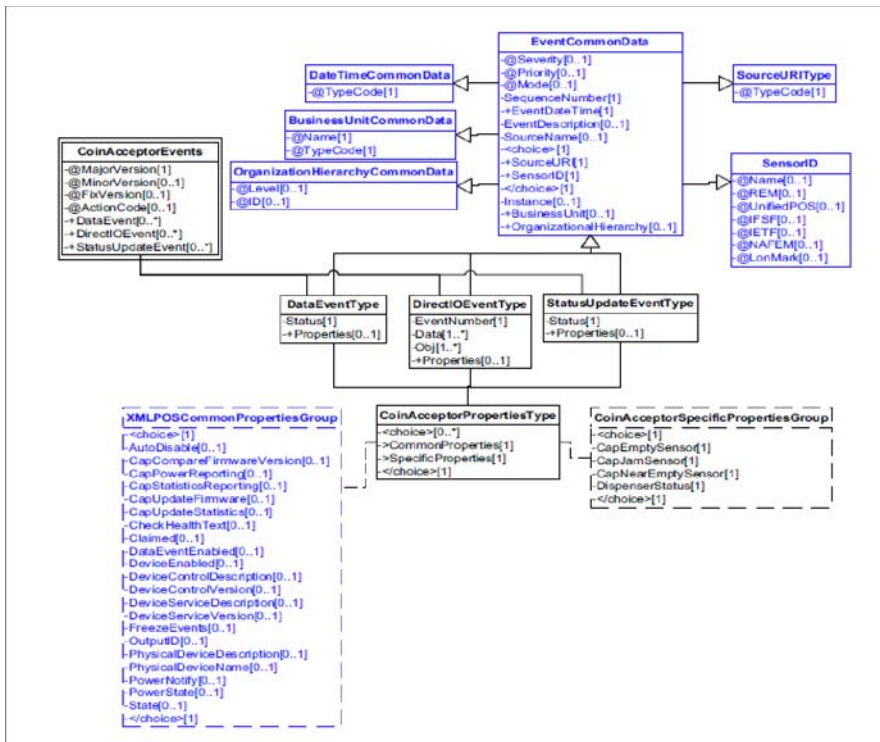 EventCommonData
-@Severity[0..1]
-@Priority[0..1]
-@Mode[0..1]
-SequenceNumber[1]
-+EventDateTime[1]
-EventDescription[0..1]
-SourceName[0..1]
-<choice>[1]
-+SourceURI[1]
-+SensorID[1]
-</choice>[1]
-Instance[0..1]
-+BusinessUnit[0..1]
-+OrganizationalHierarchy[0..1]
DateTimeCommonData
-@TypeCode[1]
SourceURIType
-@TypeCode[1]
BusinessUnitCommonData
-@Name[1]
-@TypeCode[1]
CoinAcceptorEvents
-@MajorVersion[1]
-@MinorVersion[0..1]
-@FixVersion[0..1]
-@ActionCode[0..1]
-+DataEvent[0..*]
-+DirectIOEvent[0..*]
-+StatusUpdateEvent[0..*]
OrganizationHierarchyCommonData
-@Level[0..1]
-@ID[0..1]
SensorID
-@Name[0..1]
-@REM[0..1]
-@UnifiedPOS[0..1]
-@IFSF[0..1]
-@IETF[0..1]
-@NAFEM[0..1]
-@LonMark[0..1]
DataEventType
-Status[1]
-+Properties[0..1]
DirectIOEventType
-EventNumber[1]
-Data[1..*]
-Obj[1..*]
-+Properties[0..1]
StatusUpdateEventType
-Status[1]
-+Properties[0..1]
XMLPOSCommonPropertiesGroup
-<choice>[1]
-AutoDisable[0..1]
-CapCompareFirmwareVersion[0..1]
-CapPowerReporting[0..1]
-CapStatisticsReporting[0..1]
-CapUpdateFirmware[0..1]
-CapUpdateStatistics[0..1]
-CheckHealthText[0..1]
-Claimed[0..1]
-DataEventEnabled[0..1]
-DeviceEnabled[0..1]
-DeviceControlDescription[0..1]
-DeviceControlVersion[0..1]
-DeviceServiceDescription[0..1]
-DeviceServiceVersion[0..1]
-FreezeEvents[0..1]
-OutputID[0..1]
-PhysicalDeviceDescription[0..1]
-PhysicalDeviceName[0..1]
-PowerNotify[0..1]
-PowerState[0..1]
-State[0..1]
-</choice>[1]
CoinAcceptorPropertiesType
-<choice>[0..*]
->CommonProperties[1]
->SpecificProperties[1]
-</choice>[1]
CoinAcceptorSpecificPropertiesGroup
-<choice>[1]
-CapEmptySensor[1]
-CapJamSensor[1]
-CapNearEmptySensor[1]
-DispenserStatus[1]
-</choice>[1]